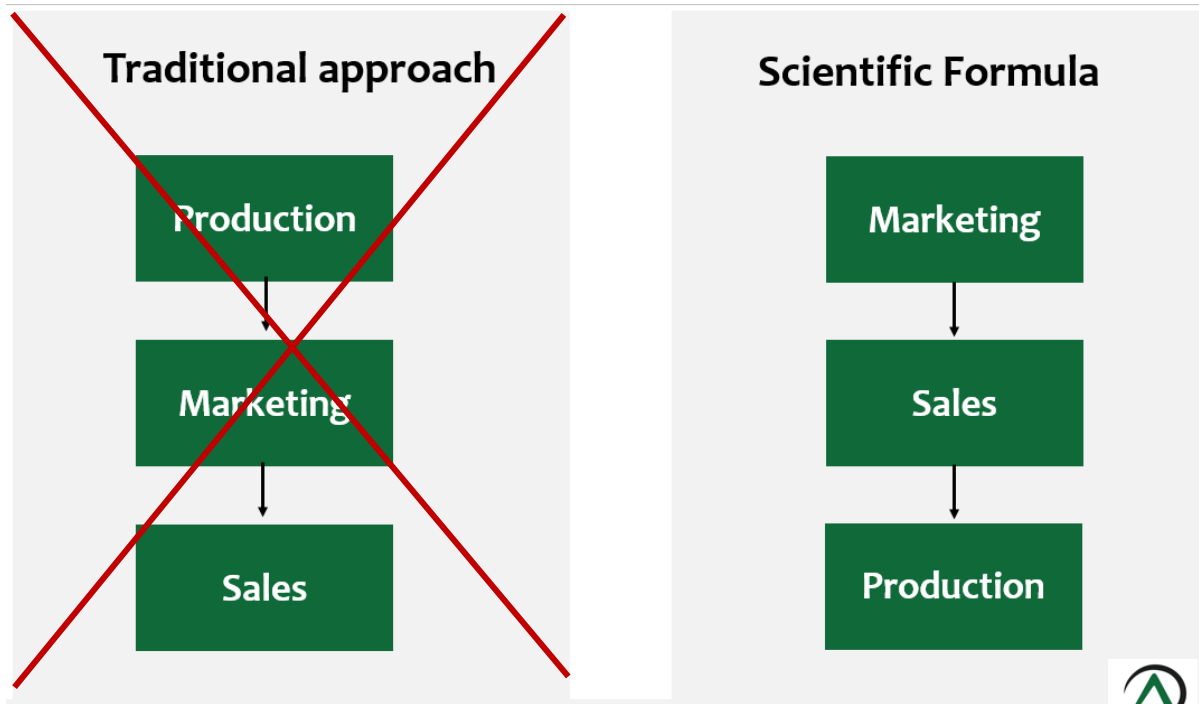 Traditional approach
Production
Marketing
Sales
Scientific Formula
Marketing
Sales
Production